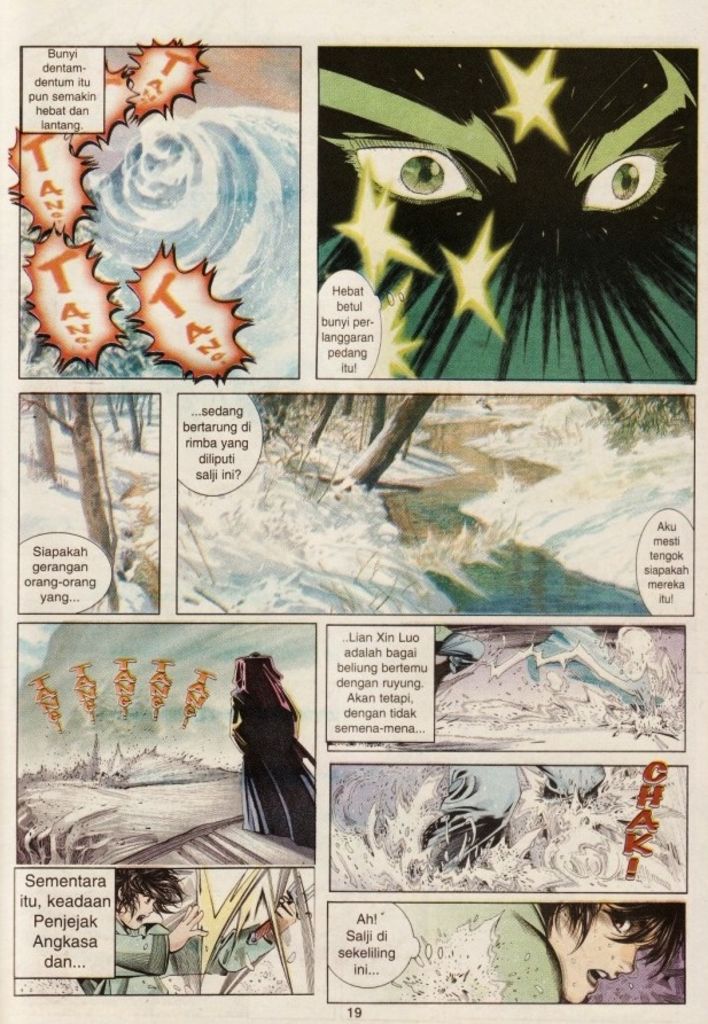 Bunyi
dentam-
dentum itu
pun semakin
hebat dan
lantang.
TANG!
TANG!
TANG!
TANG!
Hebat
betul
bunyi per-
langgaran
pedang
itu!
Siapakah
gerangan
orang-orang
yang...
...sedang
bertarung di
rimba yang
diliputi
salji ini?
Aku
mesti
tengok
siapakah
mereka
itu!
TANG!
TANG!
TANG!
TANG!
TANG!
Sementara
itu, keadaan
Penjejak
Angkasa
dan...
..Lian Xin Luo
adalah bagai
beliung bertemu
dengan ruyung.
Akan tetapi,
dengan tidak
semena-mena...
CHAK!
Ah!
Salji di
sekeliling
ini...
19